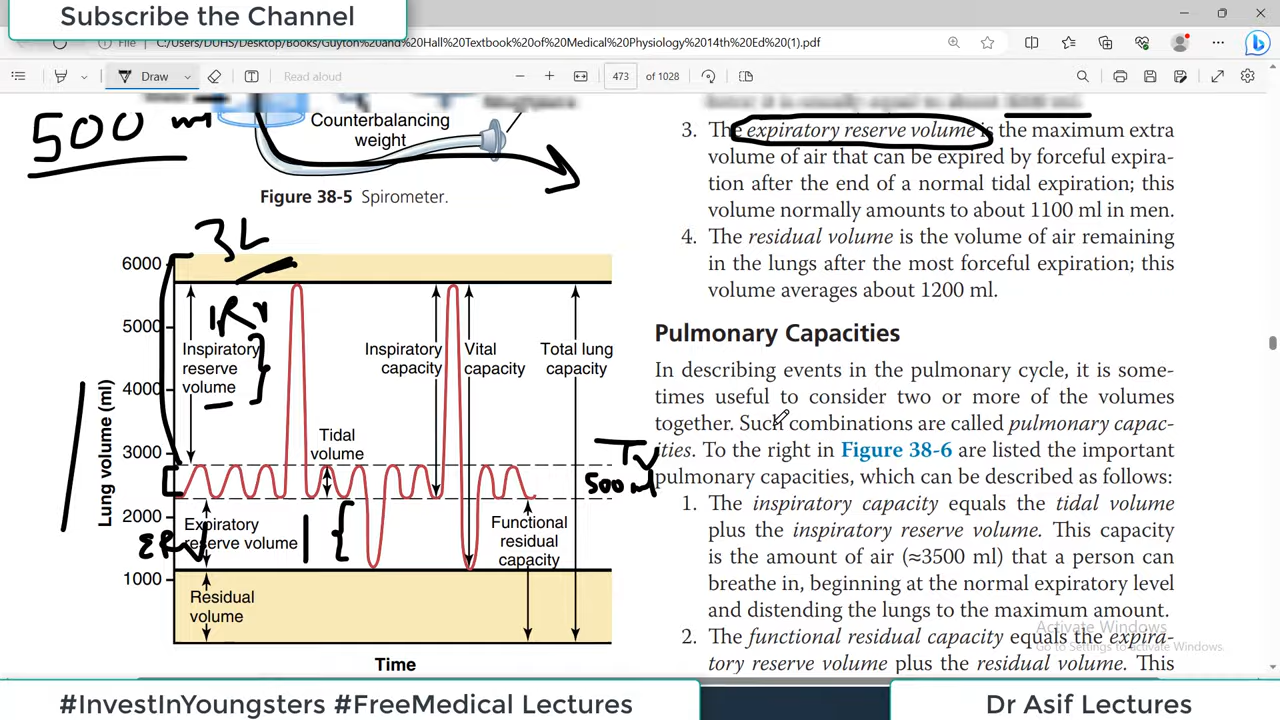 Subscribe the Channel
File
C:/Users/DUHS/Desktop/Books/Guyton%20and%20Hall%20Textbook%20of%20Medical%20Physiology%2014th%20Ed%20(1).pdf
Draw
Read aloud
473
of 1028
500 ml
Counterbalancing
weight
Figure 38-5 Spirometer.
3L
6000
5000
4000
3000
2000
1000
Lung volume (ml)
IRV
Inspiratory
reserve
volume
Inspiratory
capacity
Vital
capacity
Total lung
capacity
Tidal
volume
TV
500 ml
Expiratory
reserve volume
ERV
1
Functional
residual
capacity
Residual
volume
Time
3. The expiratory reserve volume is the maximum extra
volume of air that can be expired by forceful expira-
tion after the end of a normal tidal expiration; this
volume normally amounts to about 1100 ml in men.
4. The residual volume is the volume of air remaining
in the lungs after the most forceful expiration; this
volume averages about 1200 ml.
Pulmonary Capacities
In describing events in the pulmonary cycle, it is some-
times useful to consider two or more of the volumes
together. Such combinations are called pulmonary capac-
ities. To the right in Figure 38-6 are listed the important
pulmonary capacities, which can be described as follows:
1. The inspiratory capacity equals the tidal volume
plus the inspiratory reserve volume. This capacity
is the amount of air (≈3500 ml) that a person can
breathe in, beginning at the normal expiratory level
and distending the lungs to the maximum amount.
2. The functional residual capacity equals the expira-
tory reserve volume plus the residual volume. This
Activate Windows
Go to Settings to activate Windows.
#InvestInYoungsters #FreeMedical Lectures
Dr Asif Lectures